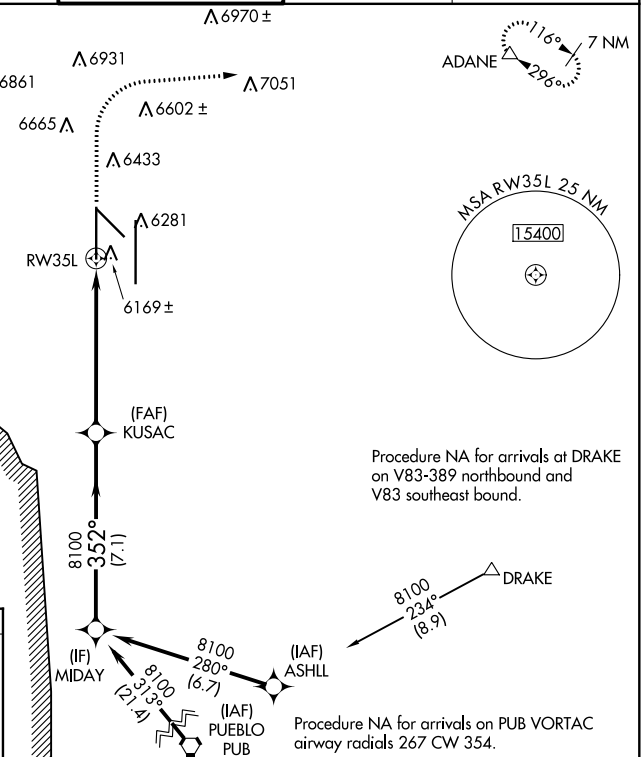 6970 ±
6931
6861
7051
6602 ±
6665
6433
6281
RW35L
6169 ±
ADANE
116°
7 NM
296°
MSA RW35L 25 NM
15400
(FAF)
KUSAC
Procedure NA for arrivals at DRAKE
on V83-389 northbound and
V83 southeast bound.
8100
352°
(7.1)
DRAKE
8100
234°
(8.9)
(IF)
MIDAY
8100
280°
(6.7)
(IAF)
ASHLL
8100
313°
(21.4)
(IAF)
PUEBLO
PUB
Procedure NA for arrivals on PUB VORTAC
airway radials 267 CW 354.